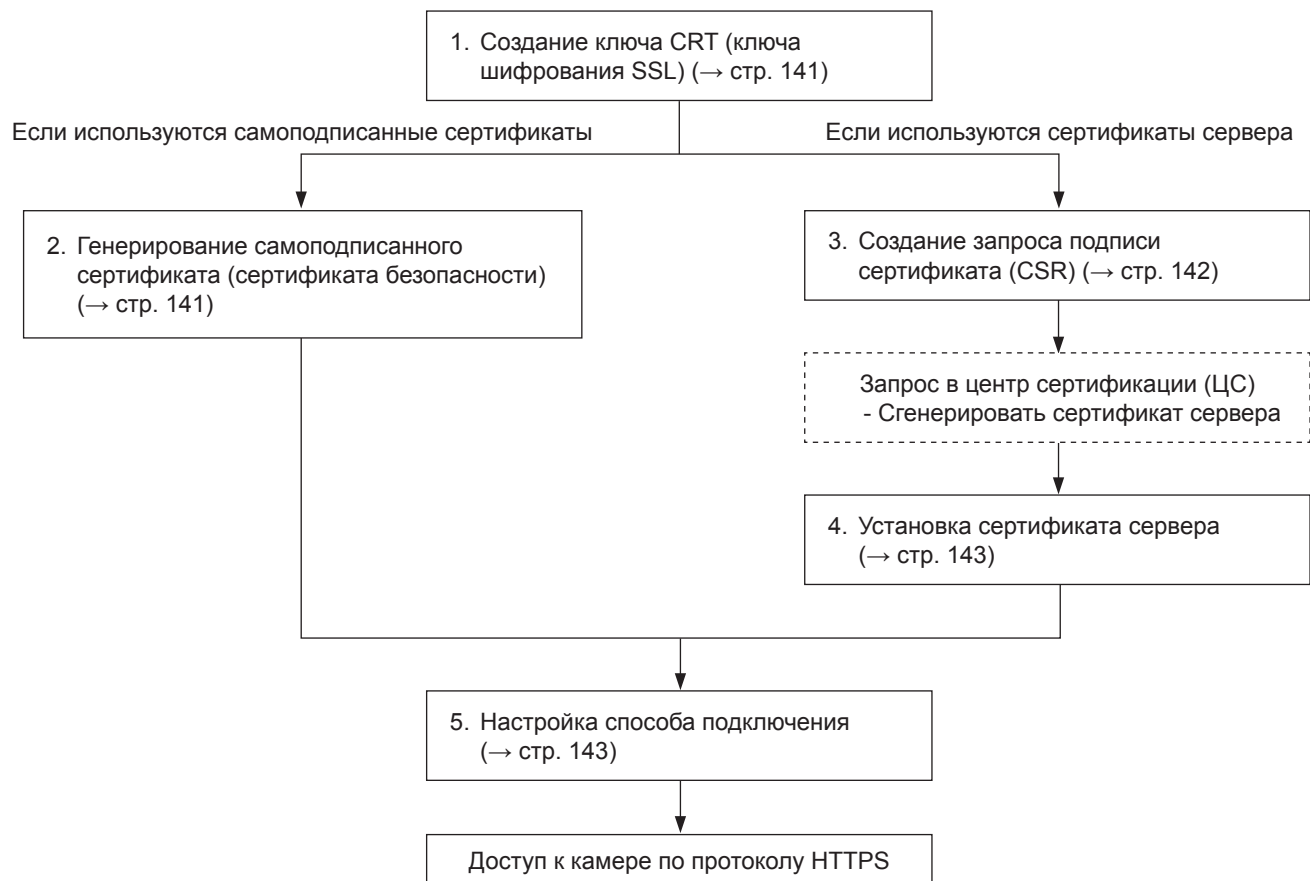 1. Создание ключа CRT (ключа
шифрования SSL) (→ стр. 141)
Если используются самоподписанные сертификаты
Если используются сертификаты сервера
2. Генерирование самоподписанного
сертификата (сертификата безопасности)
(→ стр. 141)
3. Создание запроса подписи
сертификата (CSR) (→ стр. 142)
Запрос в центр сертификации (ЦС)
- Сгенерировать сертификат сервера
4. Установка сертификата сервера
(→ стр. 143)
5. Настройка способа подключения
(→ стр. 143)
Доступ к камере по протоколу HTTPS